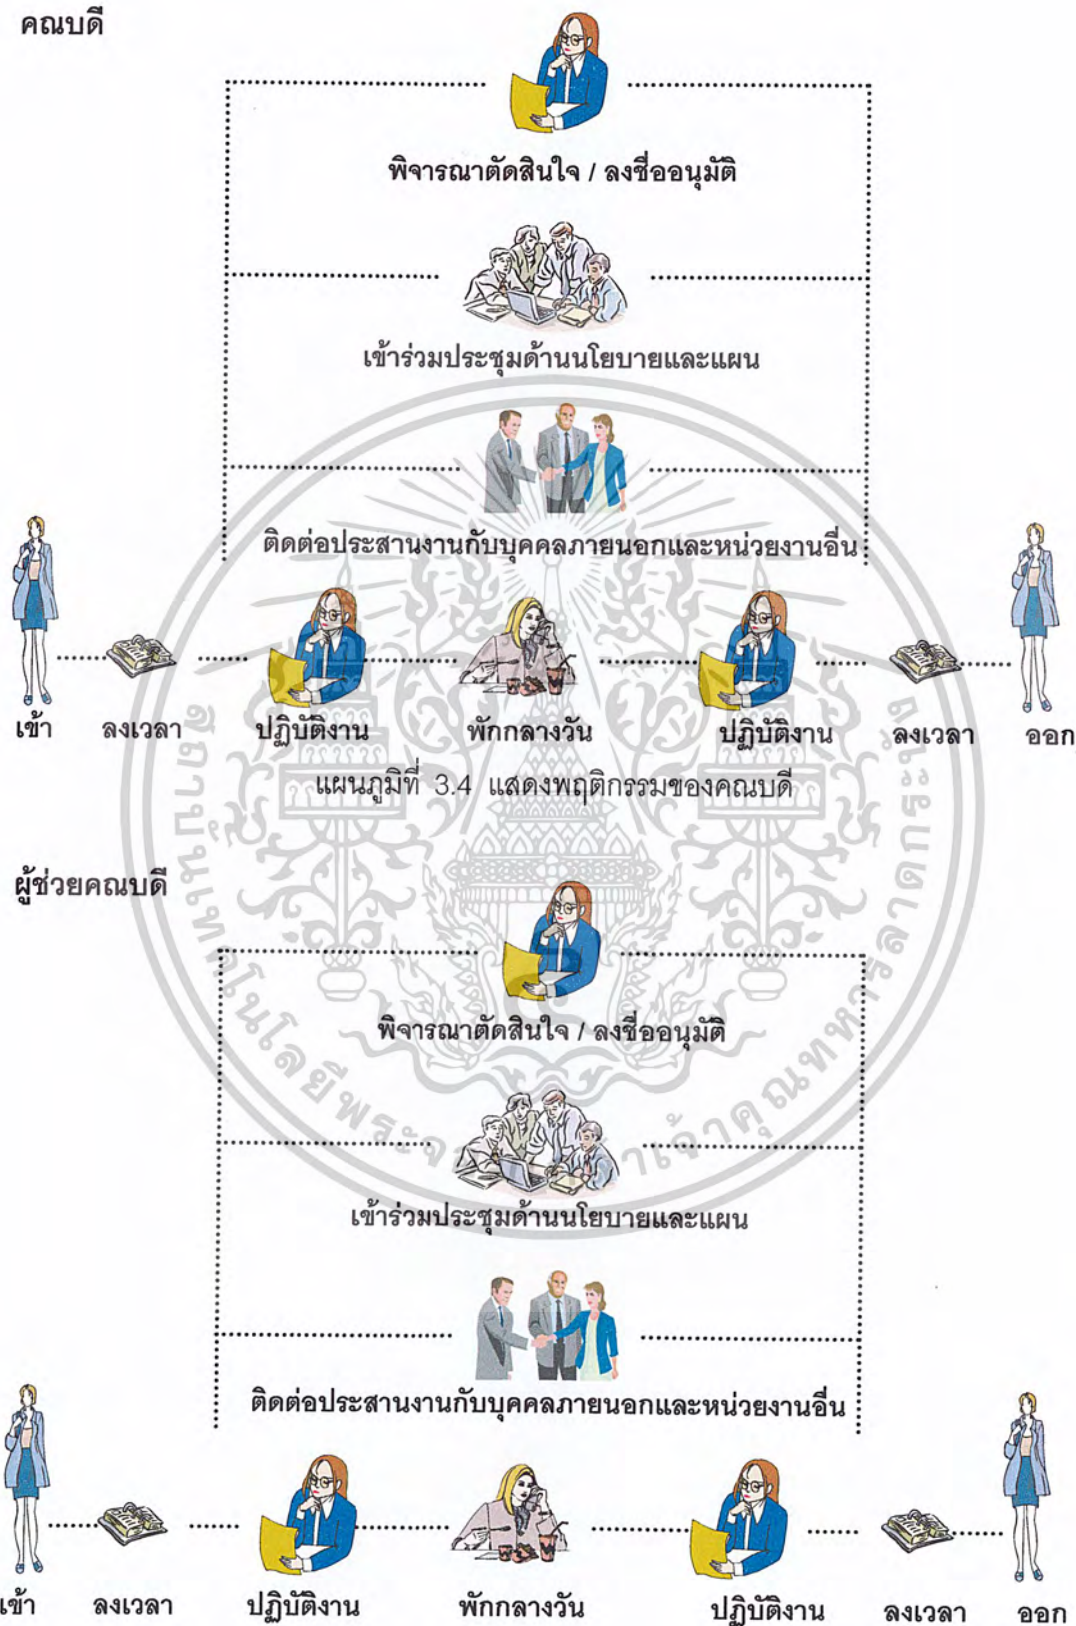 คณบดี
พิจารณาตัดสินใจ / ลงชื่ออนุมัติ
เข้าร่วมประชุมด้านนโยบายและแผน
ติดต่อประสานงานกับบุคคลภายนอกและหน่วยงานอื่น
เข้า ลงเวลา ปฏิบัติงาน พักกลางวัน ปฏิบัติงาน ลงเวลา ออก
แผนภูมิที่ 3.4 แสดงพฤติกรรมของคณบดี
ผู้ช่วยคณบดี
พิจารณาตัดสินใจ / ลงชื่ออนุมัติ
เข้าร่วมประชุมด้านนโยบายและแผน
ติดต่อประสานงานกับบุคคลภายนอกและหน่วยงานอื่น
เข้า ลงเวลา ปฏิบัติงาน พักกลางวัน ปฏิบัติงาน ลงเวลา ออก